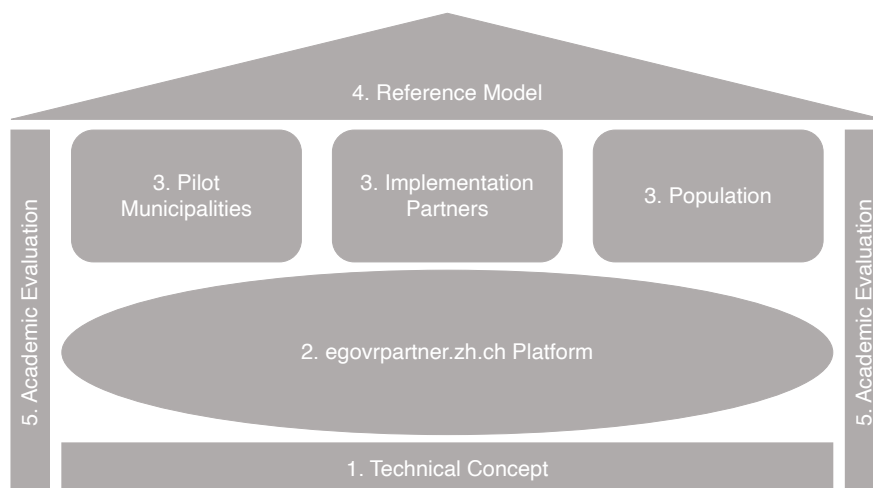 4. Reference Model
3. Pilot
Municipalities
3. Implementation
Partners
3. Population
5. Academic Evaluation
5. Academic Evaluation
2. egovrpartner.zh.ch Platform
1. Technical Concept